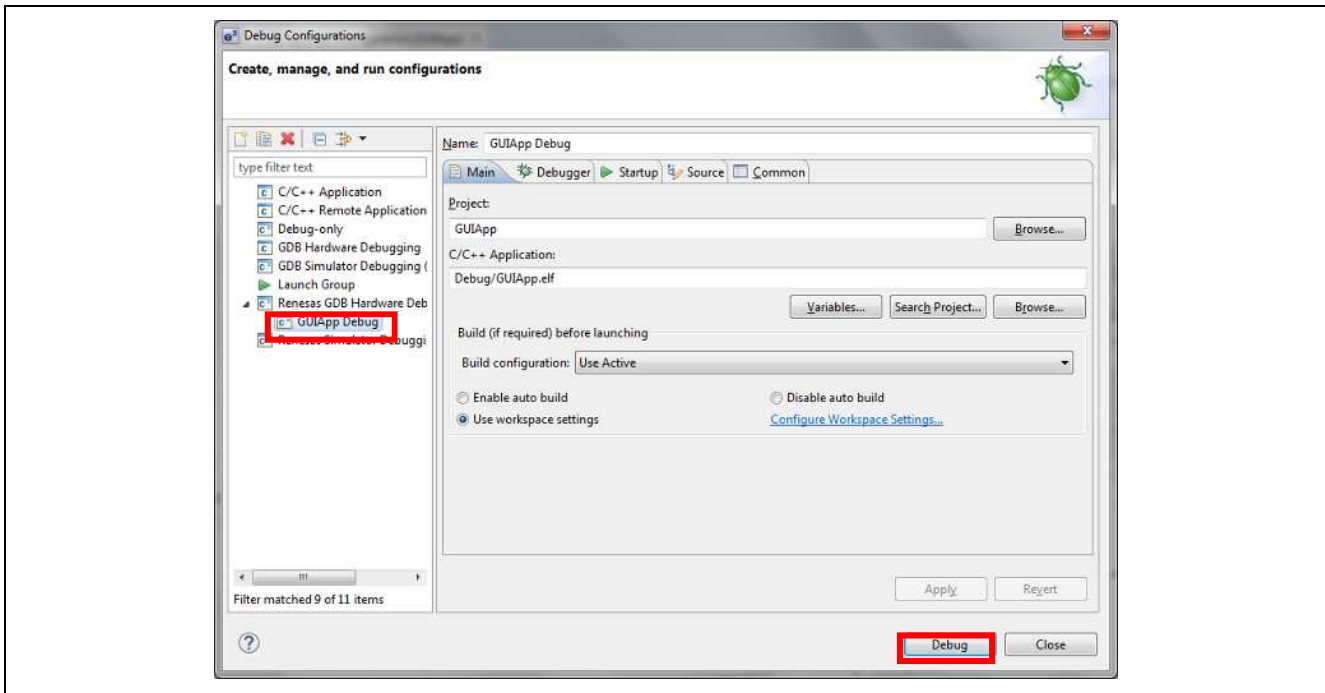 e² Debug Configurations
Create, manage, and run configurations
type filter text
C/C++ Application
C/C++ Remote Application
Debug-only
GDB Hardware Debugging
GDB Simulator Debugging (
Launch Group
Renesas GDB Hardware Deb
GUIApp Debug
Renesas Simulator Debuggi
Filter matched 9 of 11 items
Name: GUIApp Debug
Main Debugger Startup Source Common
Project:
GUIApp Browse...
C/C++ Application:
Debug/GUIApp.elf
Variables... Search Project... Browse...
Build (if required) before launching
Build configuration: Use Active
Enable auto build Disable auto build
Use workspace settings Configure Workspace Settings...
Apply Revert
? Debug Close